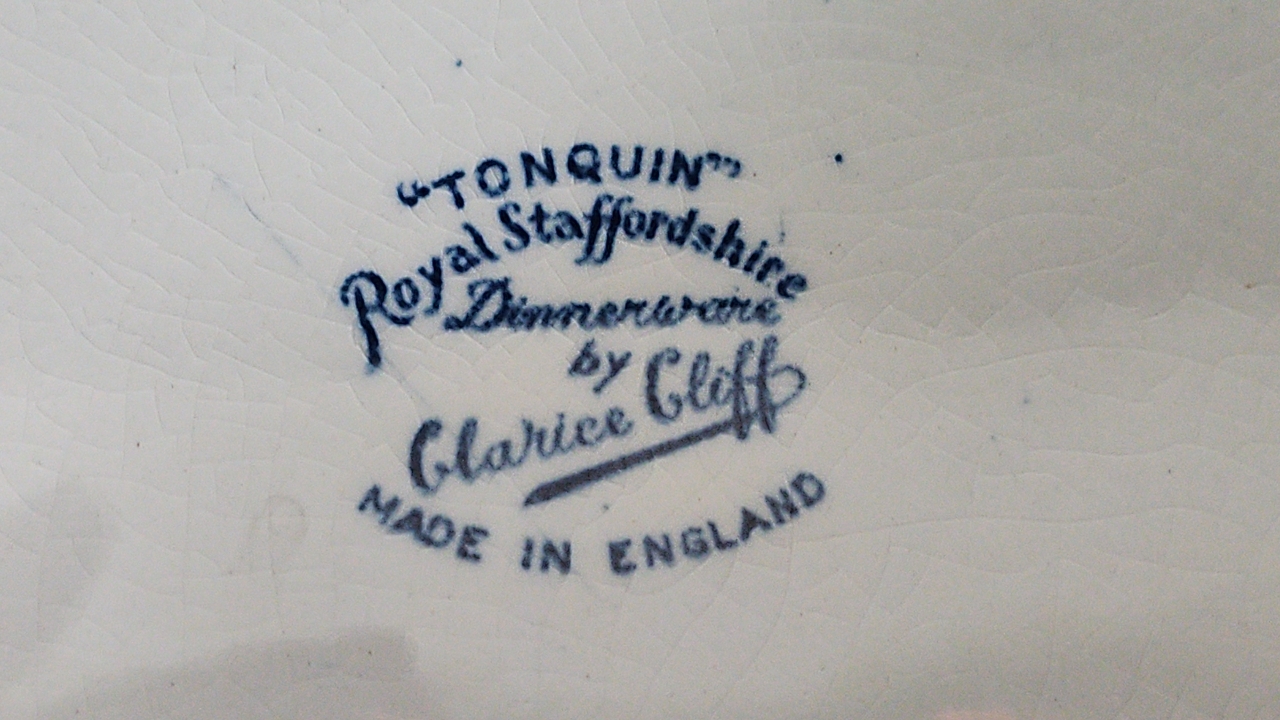 "TONQUIN"
Royal Staffordshire
Dinnerware
by
Clarice Cliff
MADE IN ENGLAND